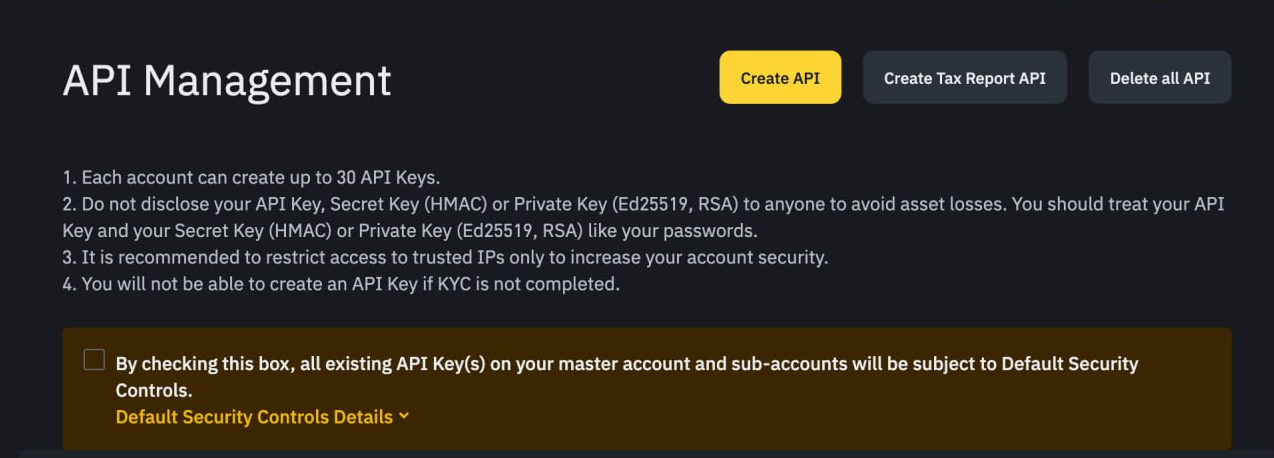 API Management
Create API
Create Tax Report API
Delete all API
1. Each account can create up to 30 API Keys.
2. Do not disclose your API Key, Secret Key (HMAC) or Private Key (Ed25519, RSA) to anyone to avoid asset losses. You should treat your API
Key and your Secret Key (HMAC) or Private Key (Ed25519, RSA) like your passwords.
3. It is recommended to restrict access to trusted IPs only to increase your account security.
4. You will not be able to create an API Key if KYC is not completed.
By checking this box, all existing API Key(s) on your master account and sub-accounts will be subject to Default Security
Controls.
Default Security Controls Details